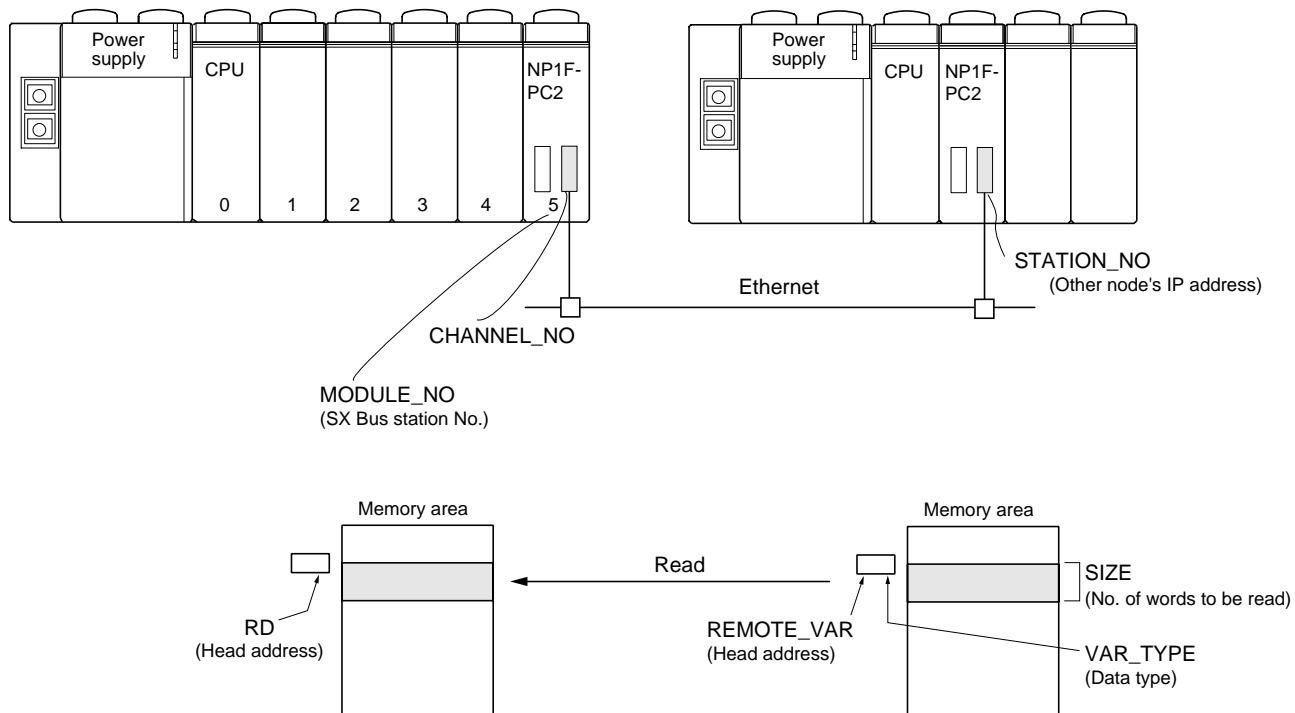 Power
supply
CPU
NP1F-
PC2
0
1
2
3
4
5
Power
supply
CPU
NP1F-
PC2
STATION_NO
(Other node's IP address)
Ethernet
CHANNEL_NO
MODULE_NO
(SX Bus station No.)
Memory area
Memory area
Read
SIZE
(No. of words to be read)
RD
(Head address)
REMOTE_VAR
(Head address)
VAR_TYPE
(Data type)